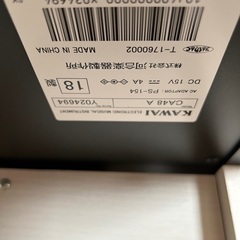 KAWAI
ELECTRONIC MUSICAL INSTRUMENT
CA48 A
Y024694
AC ADAPTOR : PS-154
DC 15V 4A
18 製
株式会社河合楽器製作所
MADE IN CHINA
T-1760002